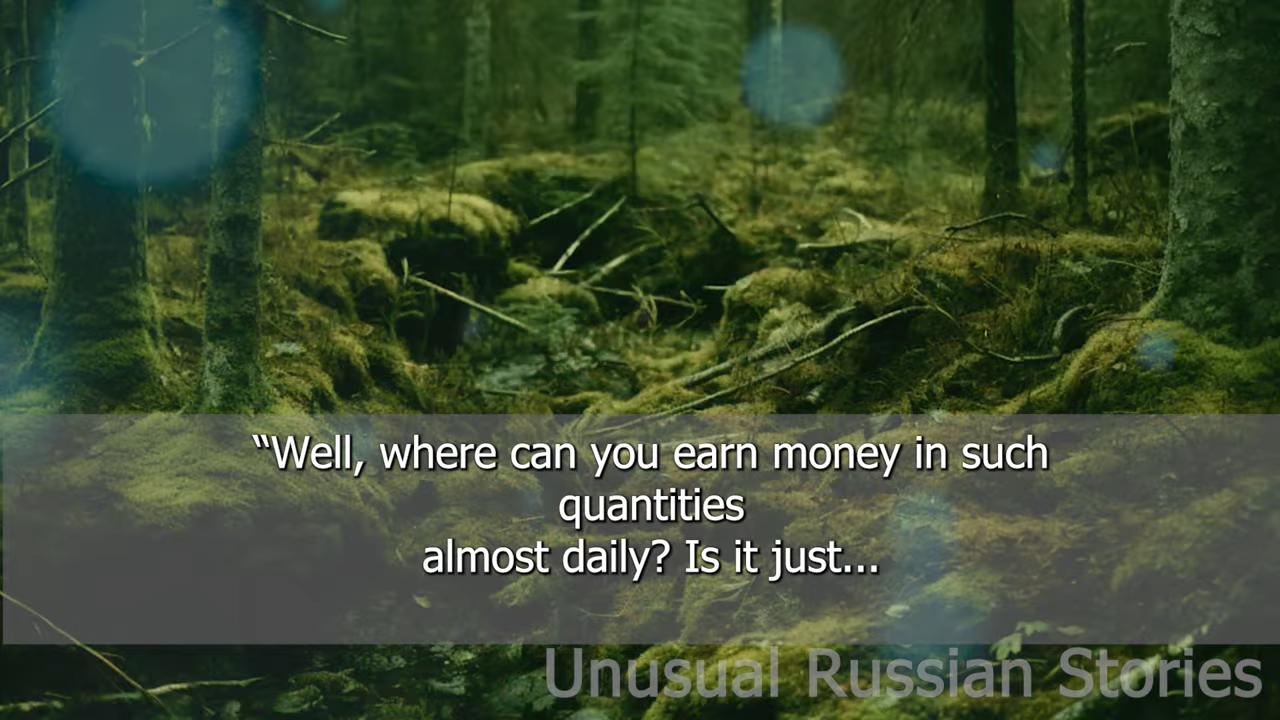 “Well, where can you earn money in such
quantities
almost daily? Is it just...
Unusual Russian Stories